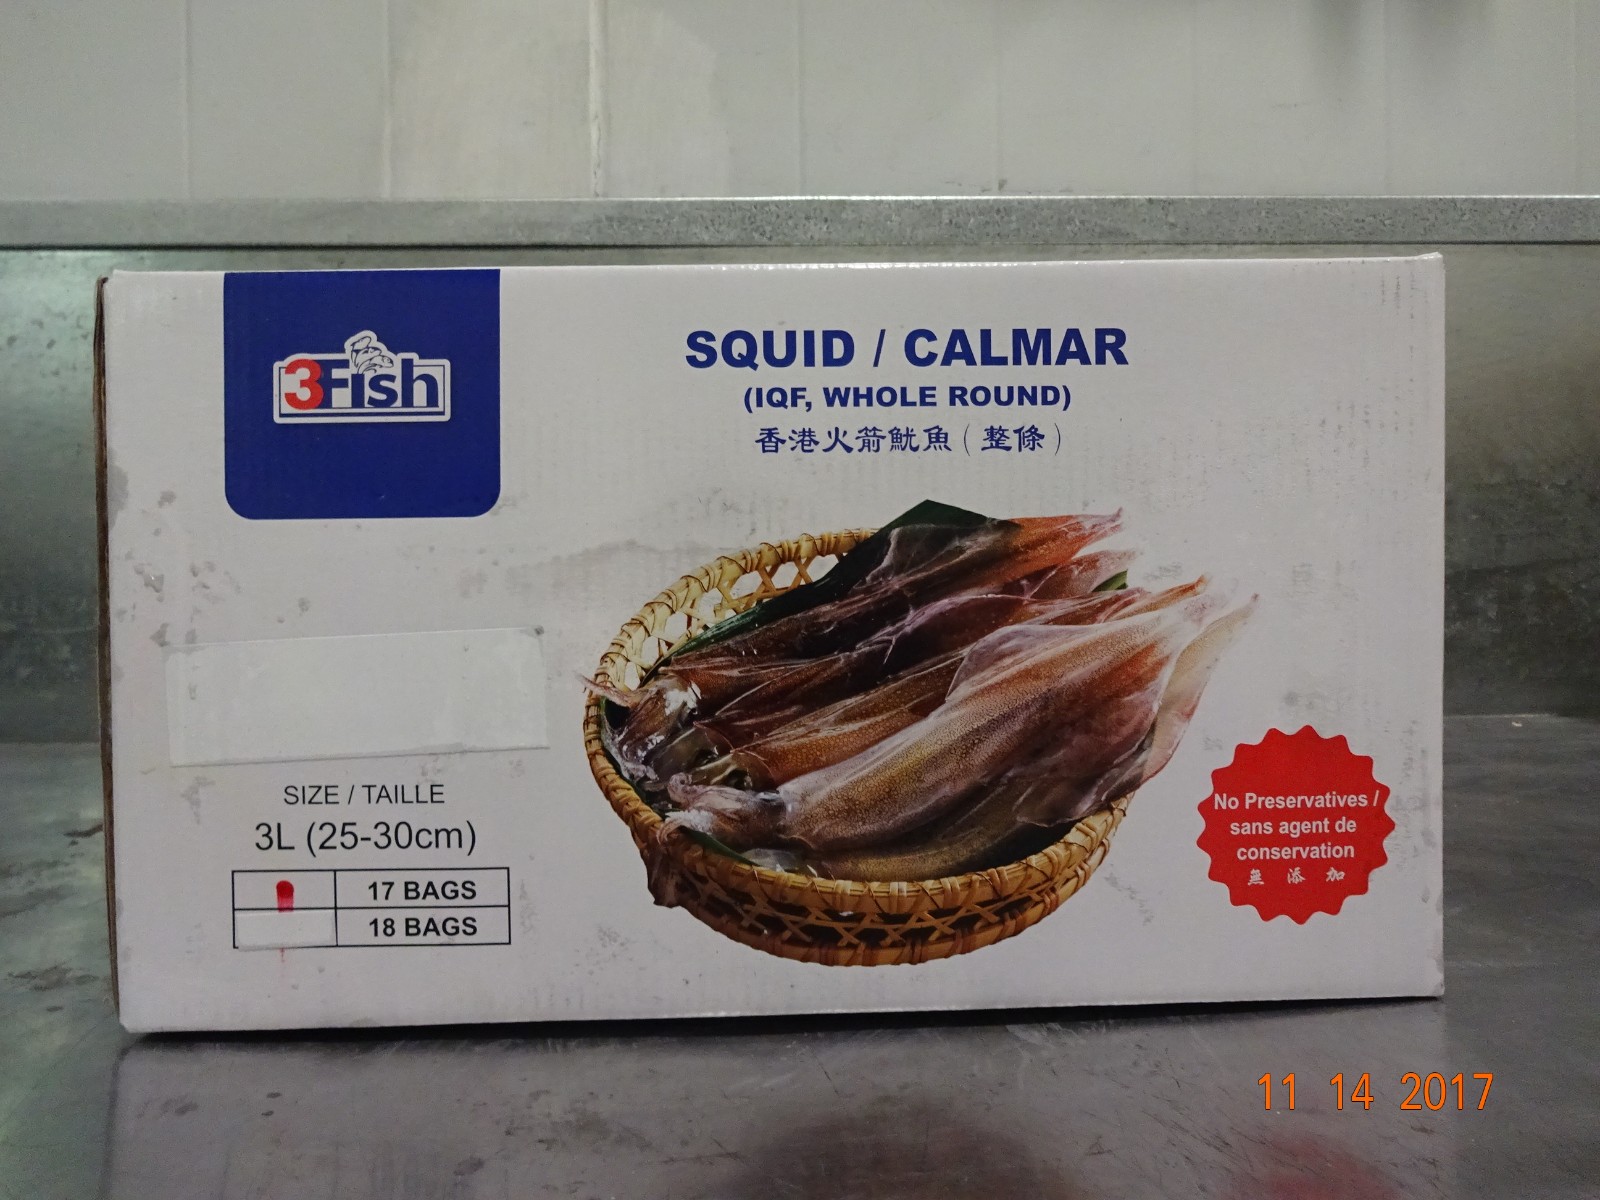 3Fish
SQUID / CALMAR
(IQF, WHOLE ROUND)
香港火箭魷魚（整條）
SIZE / TAILLE
3L (25-30cm)
17 BAGS
18 BAGS
No Preservatives /
sans agent de
conservation
無添加
11 14 2017